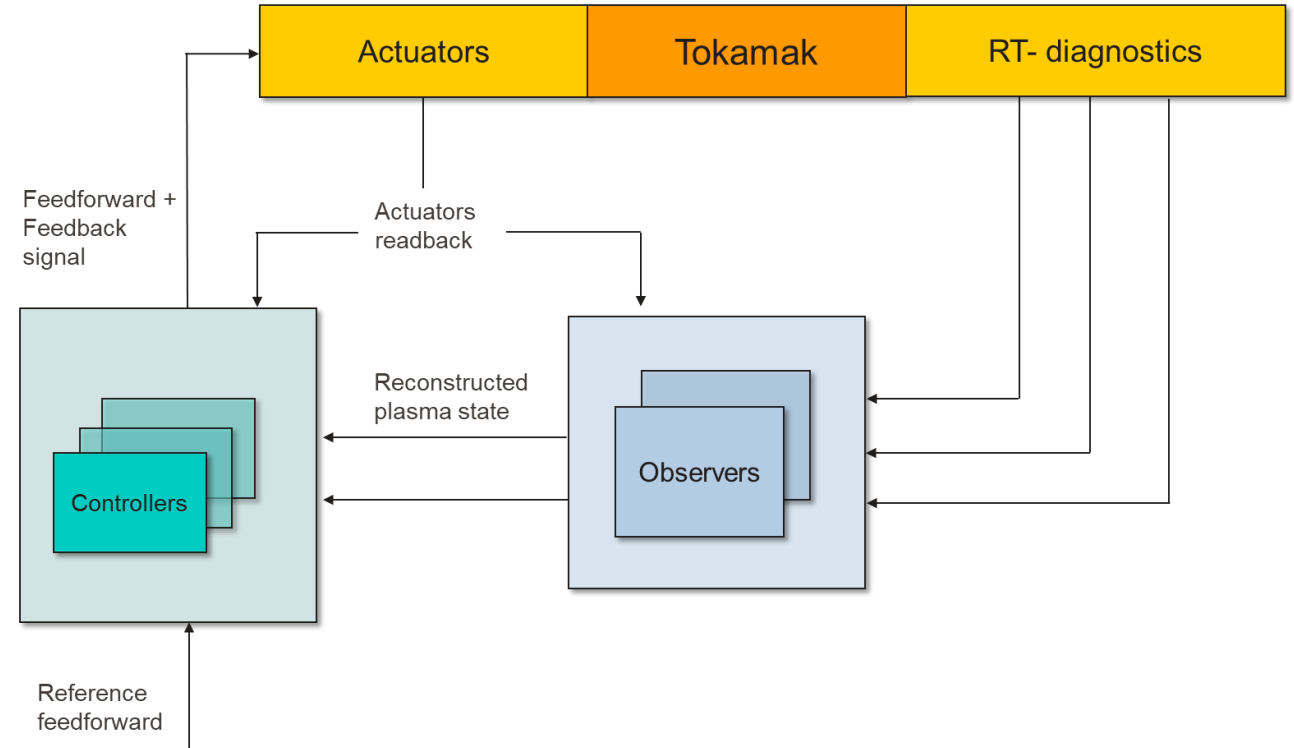 Actuators
Tokamak
RT- diagnostics
Feedforward +
Feedback
signal
Actuators
readback
Reconstructed
plasma state
Controllers
Observers
Reference
feedforward